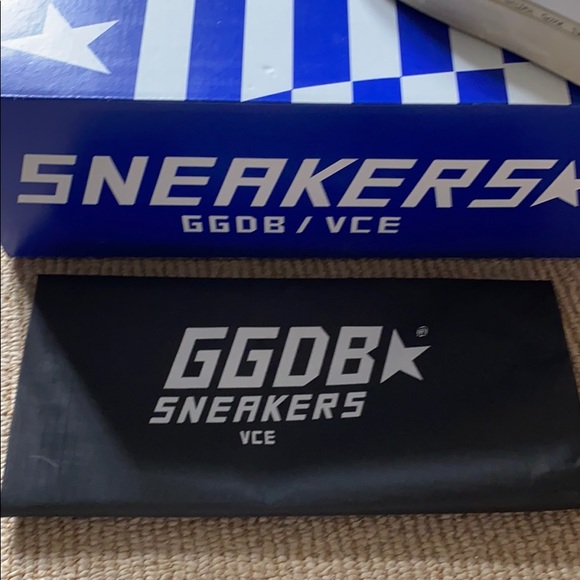 SNEAKERS
GGDB / VCE
GGDB
SNEAKERS
VCE